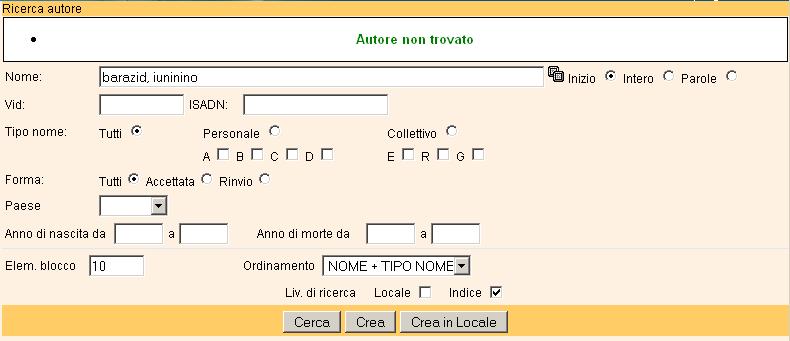 Ricerca autore
Autore non trovato
Nome: barazid, iuninino Inizio Intero Parole
Vid: ISADN:
Tipo nome: Tutti Personale Collettivo
A B C D E R G
Forma: Tutti Accettata Rinvio
Paese
Anno di nascita da a Anno di morte da a
Elem. blocco 10 Ordinamento NOME + TIPO NOME
Liv. di ricerca Locale Indice
Cerca Crea Crea in Locale